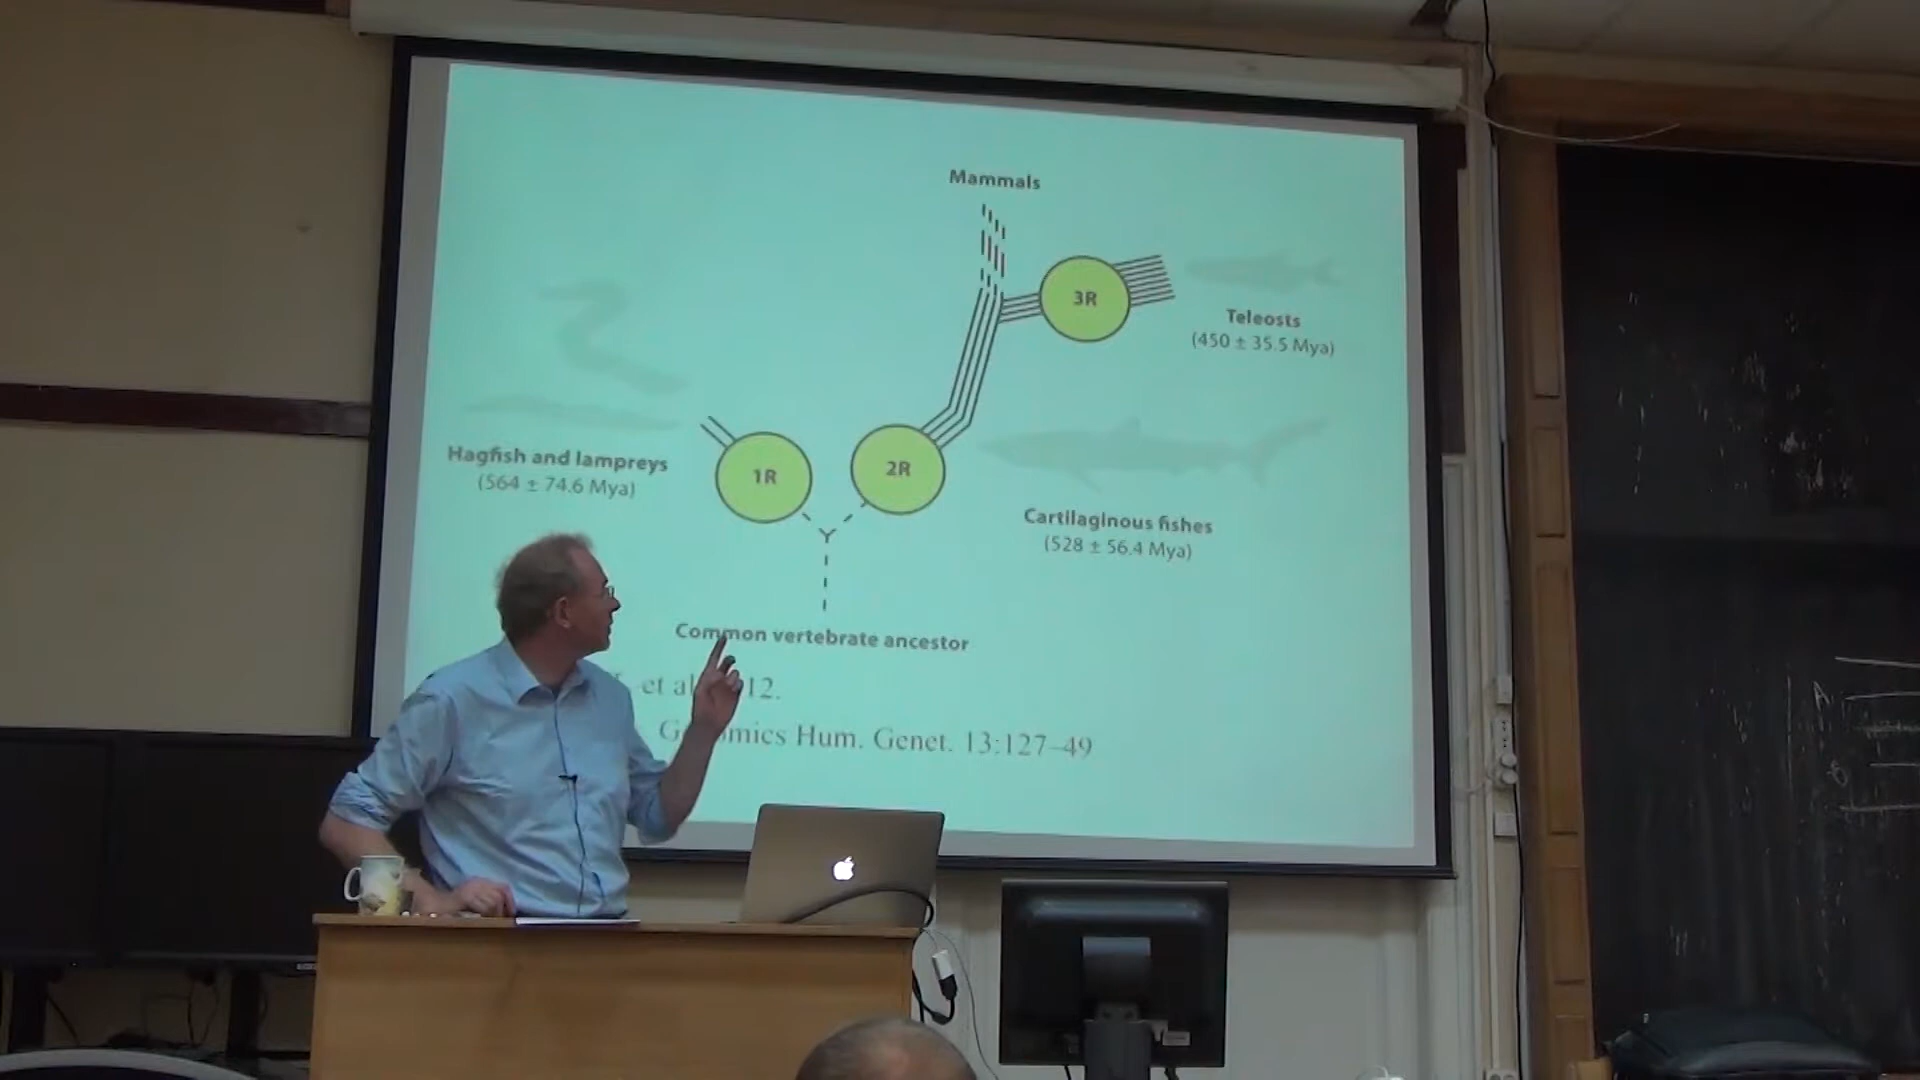 Mammals
3R
Teleosts
(450 ± 35.5 Mya)
Hagfish and lampreys
(564 ± 74.6 Mya)
1R
2R
Cartilaginous fishes
(528 ± 56.4 Mya)
Common vertebrate ancestor
et al 12.
Hum. Genet. 13:127–49